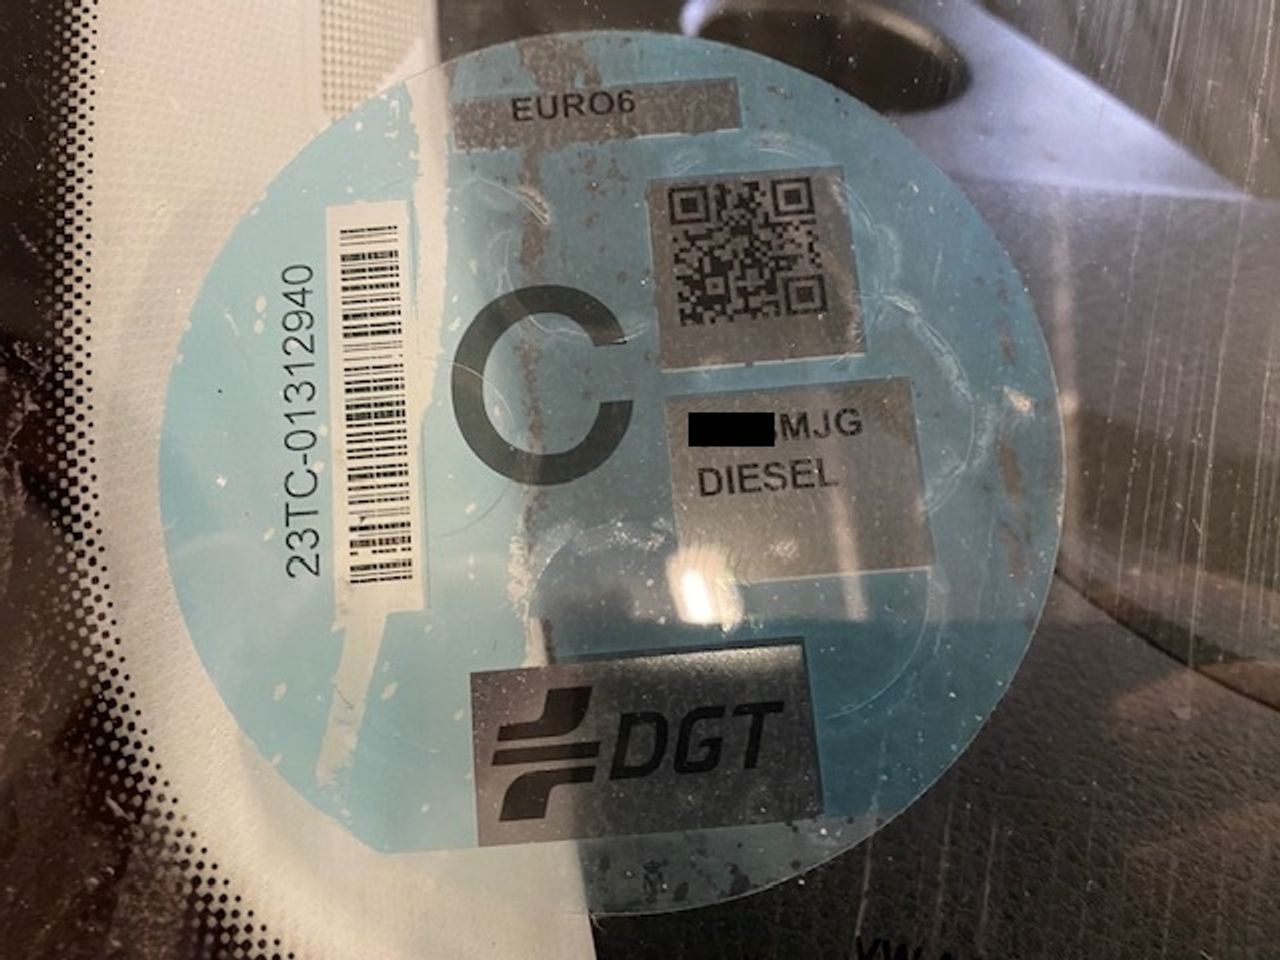 EURO6
23TC-01312940
C
MJG
DIESEL
DGT